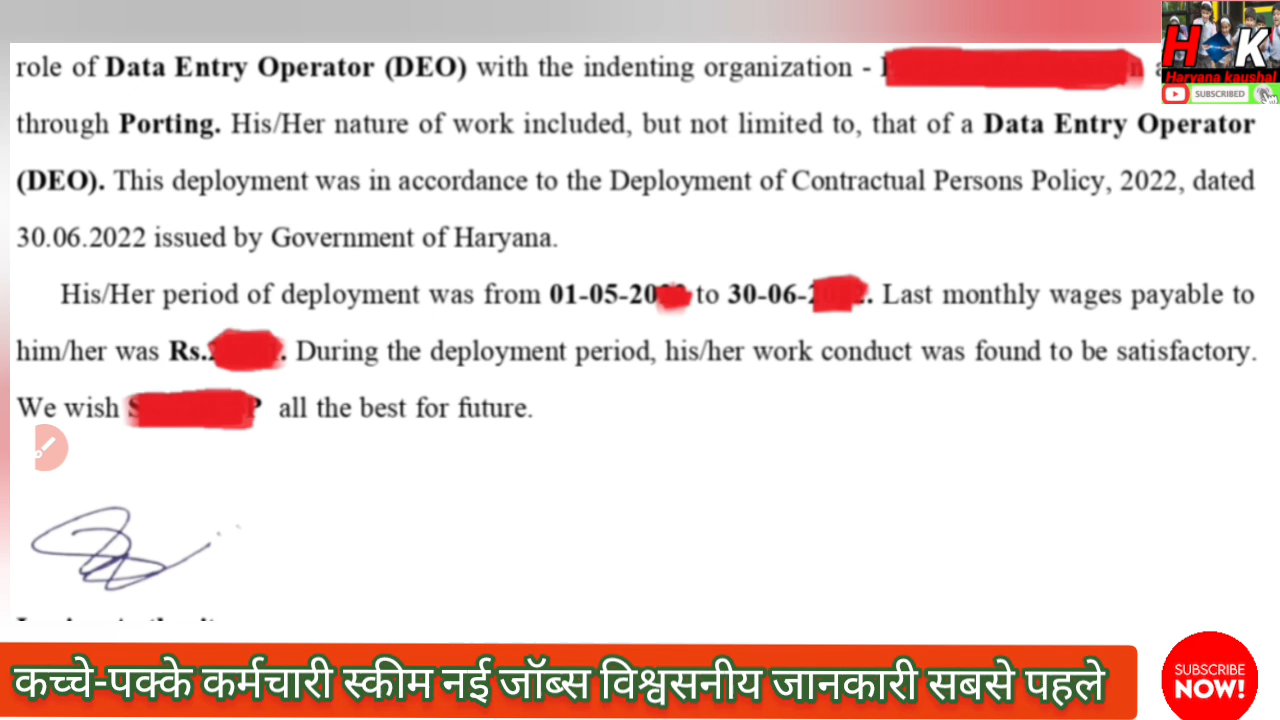 role of Data Entry Operator (DEO) with the indenting organization -
through Porting. His/Her nature of work included, but not limited to, that of a Data Entry Operator
(DEO). This deployment was in accordance to the Deployment of Contractual Persons Policy, 2022, dated
30.06.2022 issued by Government of Haryana.
His/Her period of deployment was from 01-05-20 to 30-06- . Last monthly wages payable to
him/her was Rs. . During the deployment period, his/her work conduct was found to be satisfactory.
We wish all the best for future.
H K
Haryana kaushal
SUBSCRIBED
कच्चे-पक्के कर्मचारी स्कीम नई जॉब्स विश्वसनीय जानकारी सबसे पहले
SUBSCRIBE
NOW!